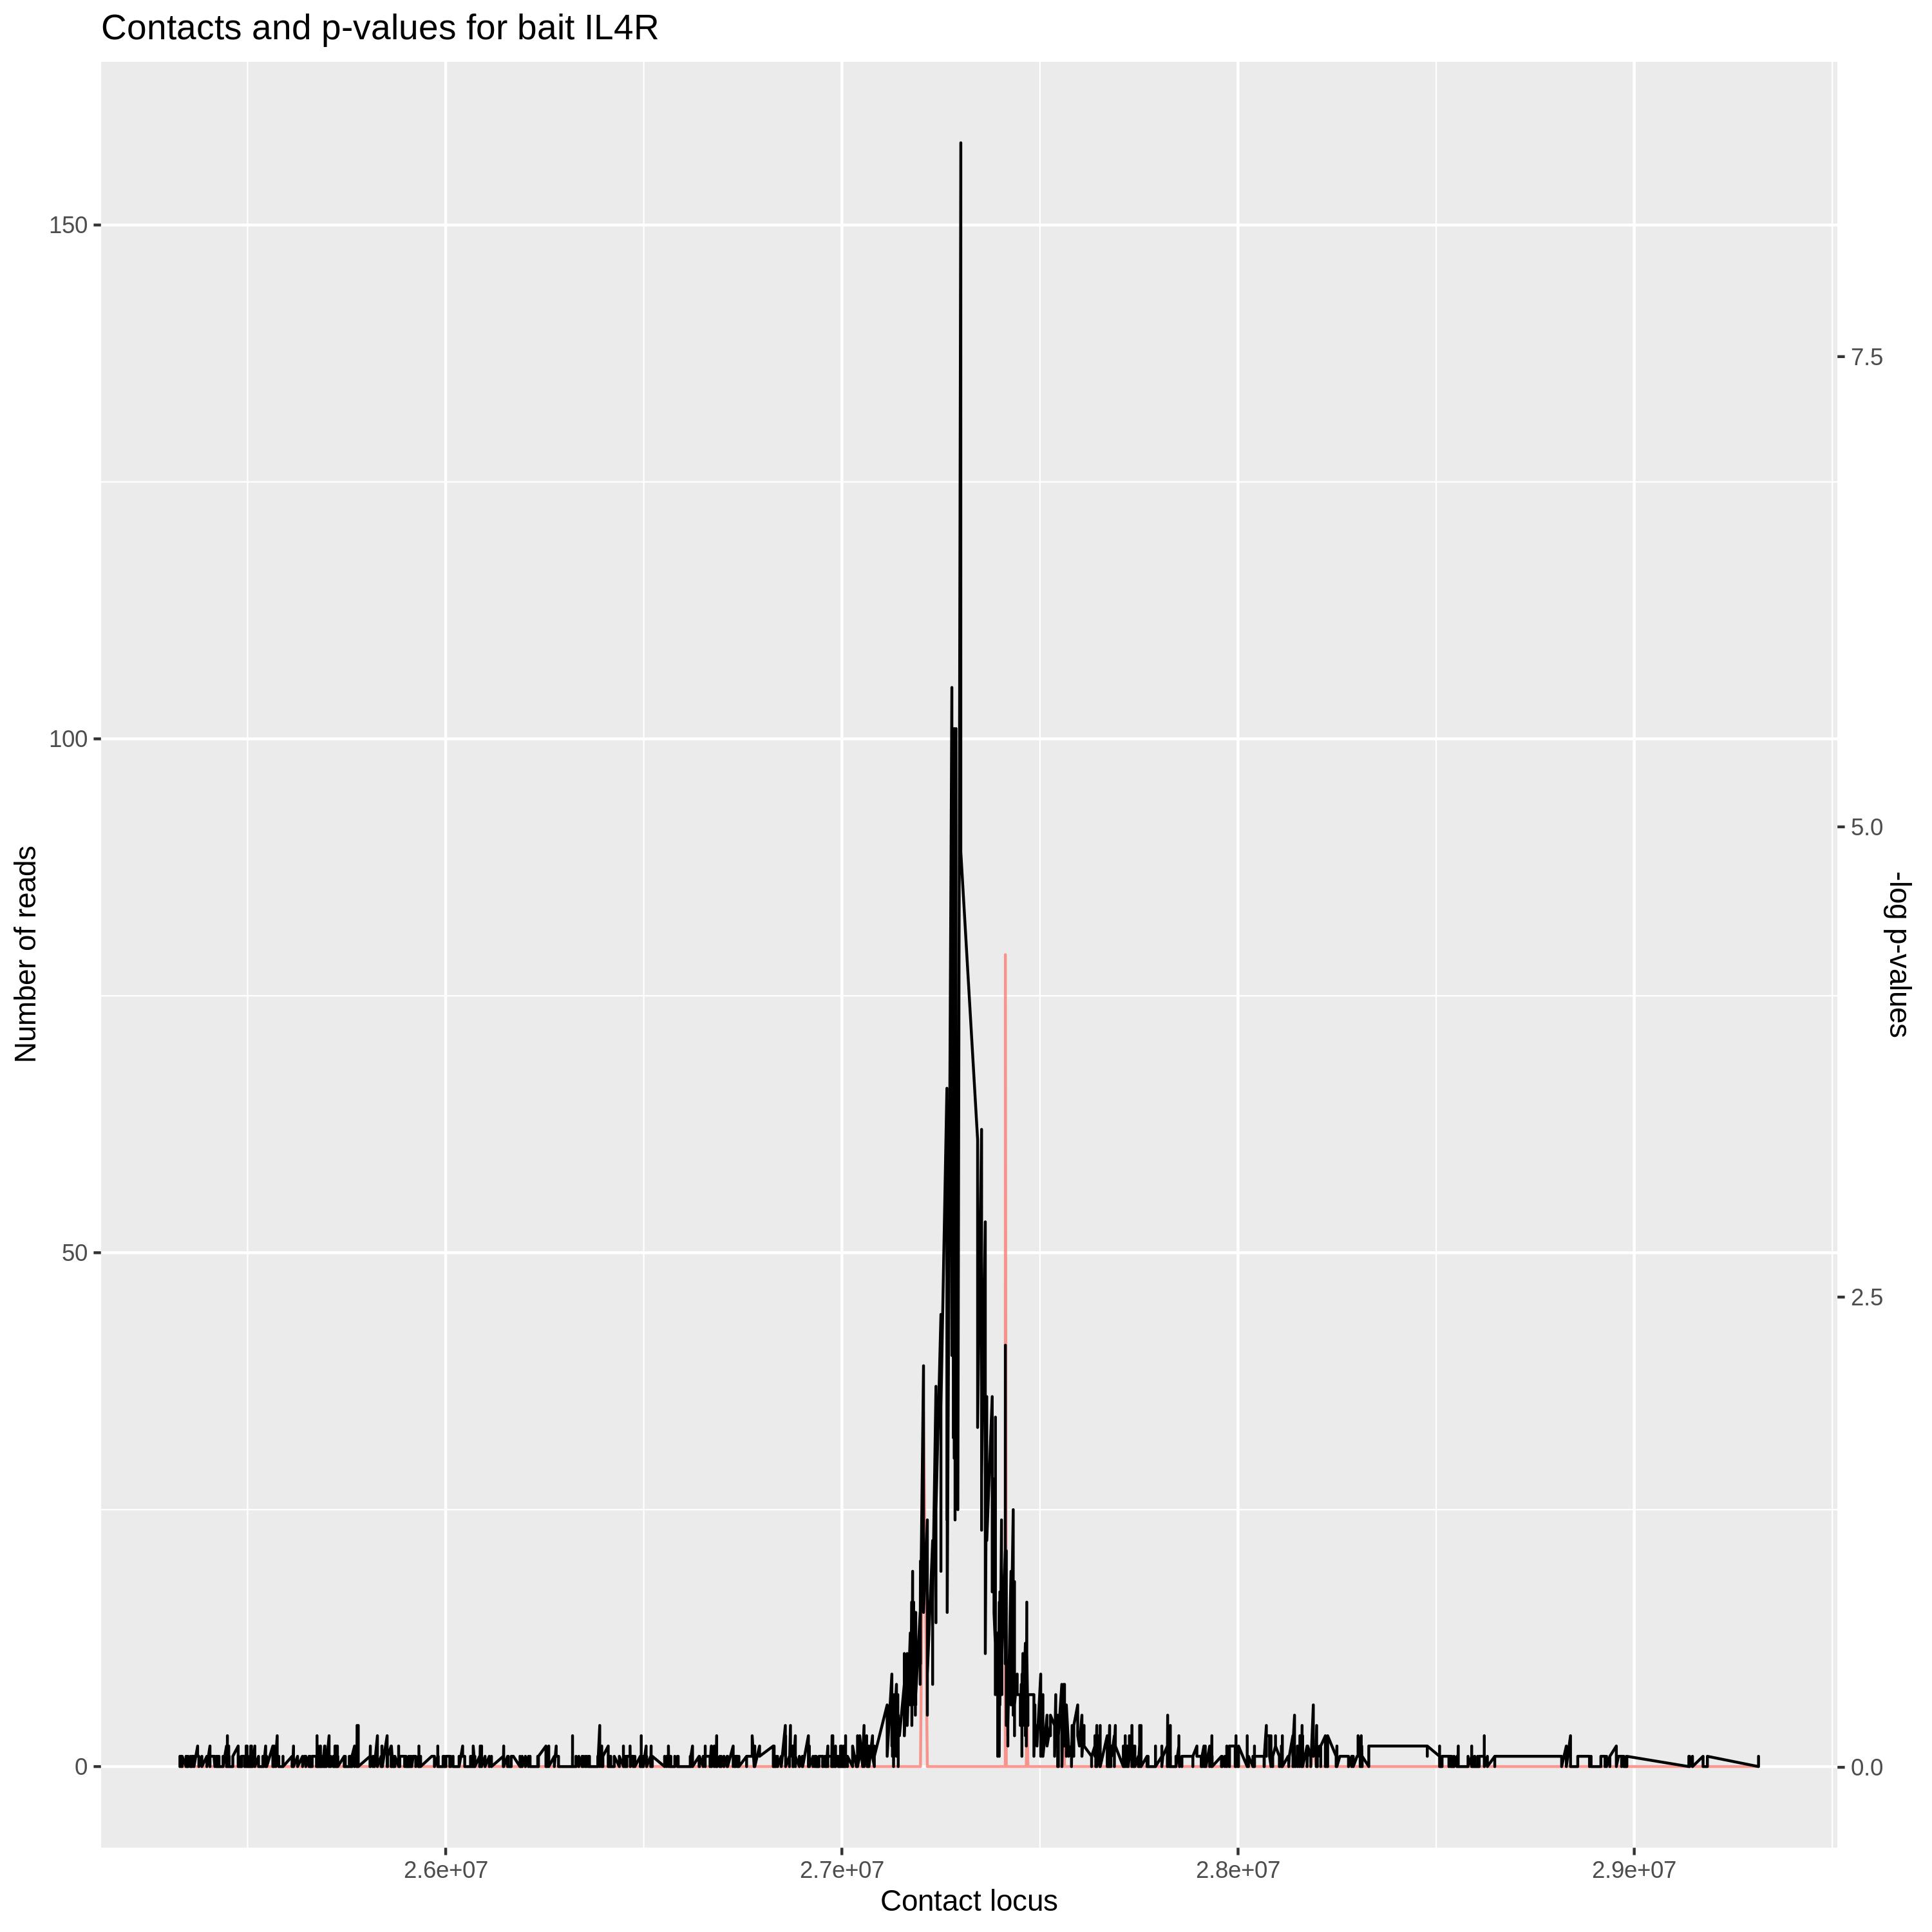 Contacts and p-values for bait IL4R
150
100
50
0
Number of reads
7.5
5.0
2.5
0.0
-log p-values
2.6e+07
2.7e+07
2.8e+07
2.9e+07
Contact locus